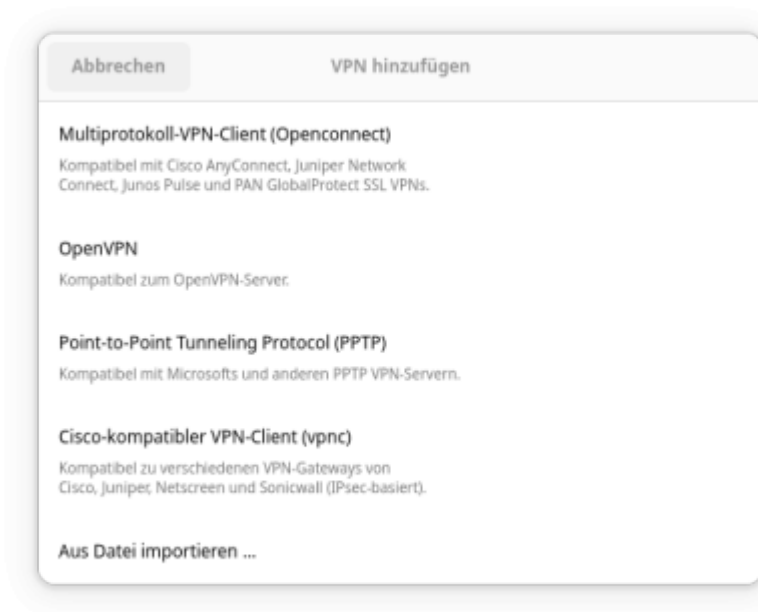 Abbrechen VPN hinzufügen
Multiprotokoll-VPN-Client (Openconnect)
Kompatibel mit Cisco AnyConnect, Juniper Network
Connect, Junos Pulse und PAN GlobalProtect SSL VPNs.
OpenVPN
Kompatibel zum OpenVPN-Server.
Point-to-Point Tunneling Protocol (PPTP)
Kompatibel mit Microsofts und anderen PPTP VPN-Servern.
Cisco-kompatibler VPN-Client (vpnc)
Kompatibel zu verschiedenen VPN-Gateways von
Cisco, Juniper, Netscreen und Sonicwall (IPsec-basiert).
Aus Datei importieren ...